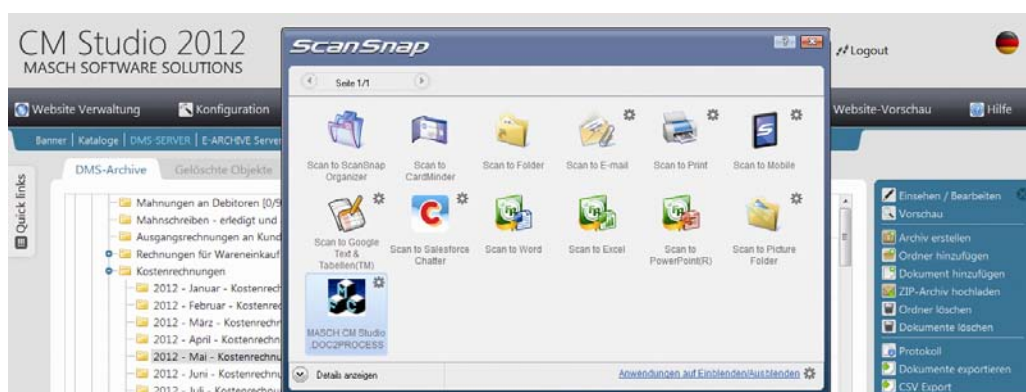 CM Studio 2012
MASCH SOFTWARE SOLUTIONS
ScanSnap
Logout
Website Verwaltung
Konfiguration
Website-Vorschau
Hilfe
Banner | Kataloge | DMS-SERVER | E-ARCHIVE Server
Quick links
DMS-Archive
Gelöschte Objekte
Mahnungen an Debitoren [0/9
Mahnschreiben - erledigt und
Ausgangsrechnungen an Kund
Rechnungen für Wareneinkauf
Kostenrechnungen
2012 - Januar - Kostenrech
2012 - Februar - Kostenrec
2012 - März - Kostenrechn
2012 - April - Kostenrechn
2012 - Mai - Kostenrechnu
2012 - Juni - Kostenrechnu
2012 - Juli - Kostenrechnu
Seite 1/1
Scan to ScanSnap Organizer
Scan to CardMinder
Scan to Folder
Scan to E-mail
Scan to Print
Scan to Mobile
Scan to Google Text & Tabellen(TM)
Scan to Salesforce Chatter
Scan to Word
Scan to Excel
Scan to PowerPoint(R)
Scan to Picture Folder
MASCH CM Studio .DOC2PROCESS
Details anzeigen
Anwendungen auf Einblenden/Ausblenden
Einsehen / Bearbeiten
Vorschau
Archiv erstellen
Ordner hinzufügen
Dokument hinzufügen
ZIP-Archiv hochladen
Ordner löschen
Dokumente löschen
Protokoll
Dokumente exportieren
CSV Export